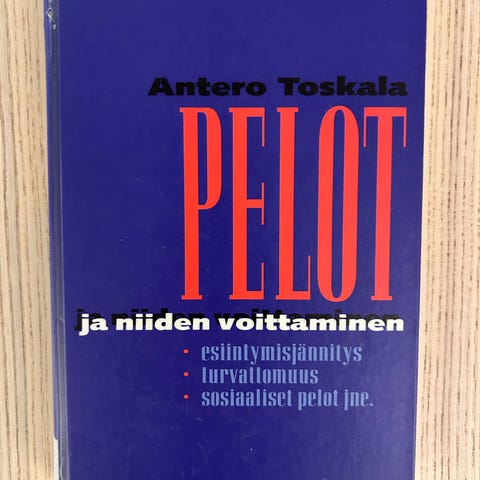 Antero Toskala
PELOT
ja niiden voittaminen
• esiintymisjännitys
• turvattomuus
• sosiaaliset pelot jne.